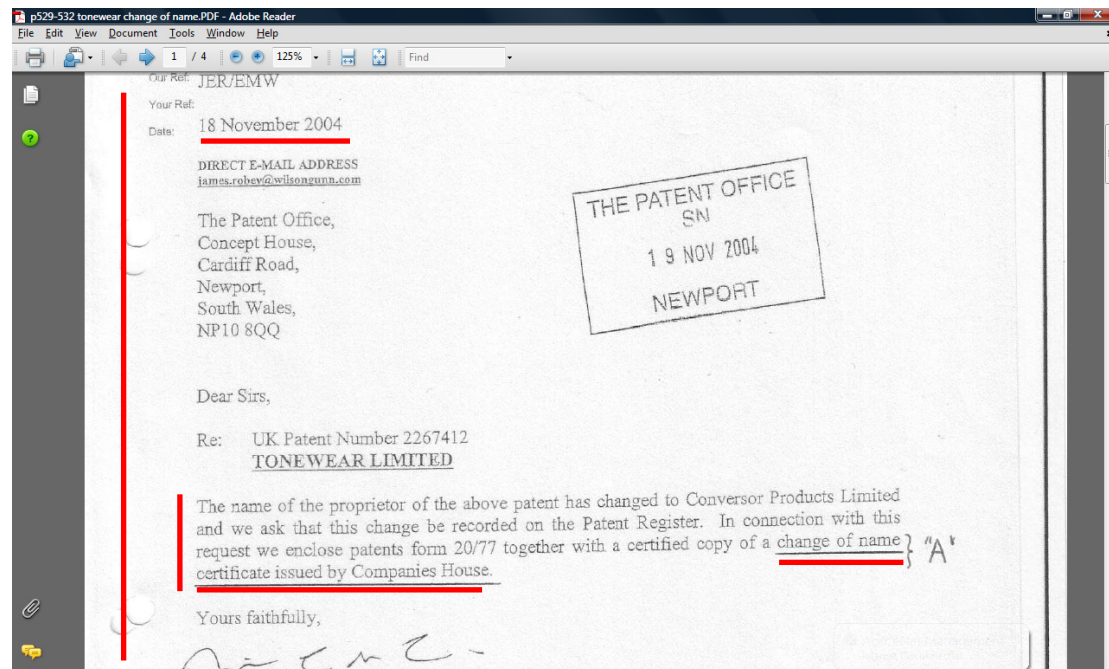 p529-532 tonewear change of name.PDF - Adobe Reader
File Edit View Document Tools Window Help
1 / 4 125% Find
Our Ref: JER/EMW
Your Ref:
Date: 18 November 2004
DIRECT E-MAIL ADDRESS
james.robey@wilsongunn.com
The Patent Office,
Concept House,
Cardiff Road,
Newport,
South Wales,
NP10 8QQ
THE PATENT OFFICE
SN
19 NOV 2004
NEWPORT
Dear Sirs,
Re: UK Patent Number 2267412
TONEWEAR LIMITED
The name of the proprietor of the above patent has changed to Conversor Products Limited
and we ask that this change be recorded on the Patent Register. In connection with this
request we enclose patents form 20/77 together with a certified copy of a change of name } "A"
certificate issued by Companies House.
Yours faithfully,